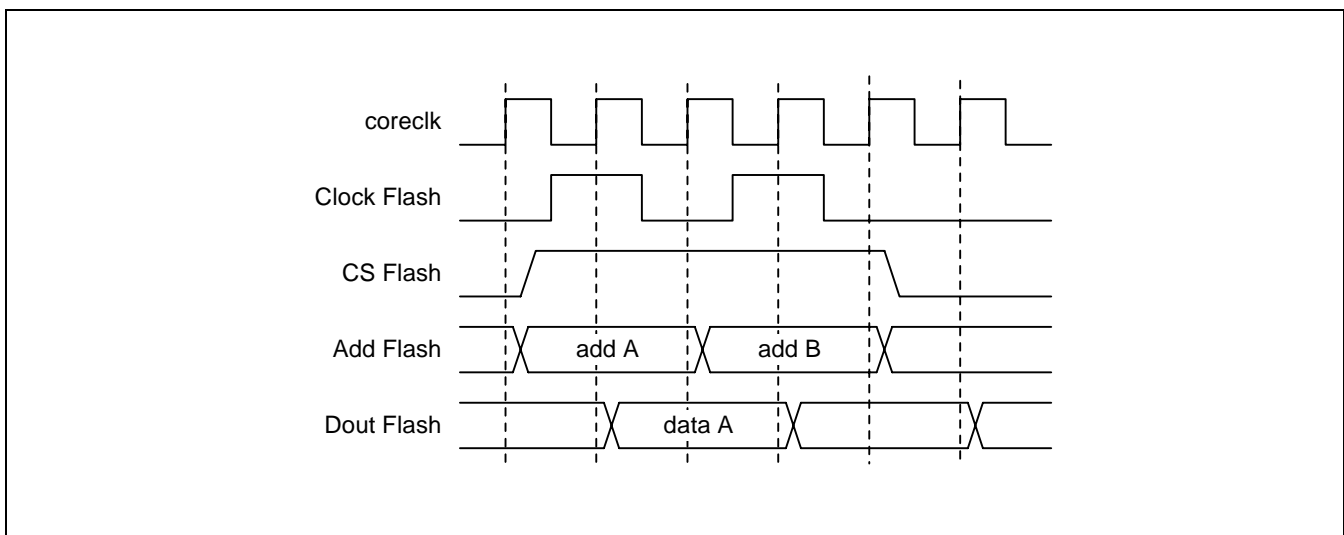 coreclk
Clock Flash
CS Flash
Add Flash
add A
add B
Dout Flash
data A